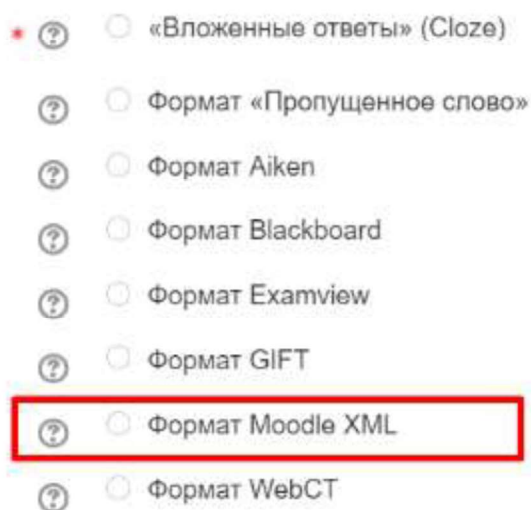 * «Вложенные ответы» (Cloze)
Формат «Пропущенное слово»
Формат Aiken
Формат Blackboard
Формат Examview
Формат GIFT
Формат Moodle XML
Формат WebCT